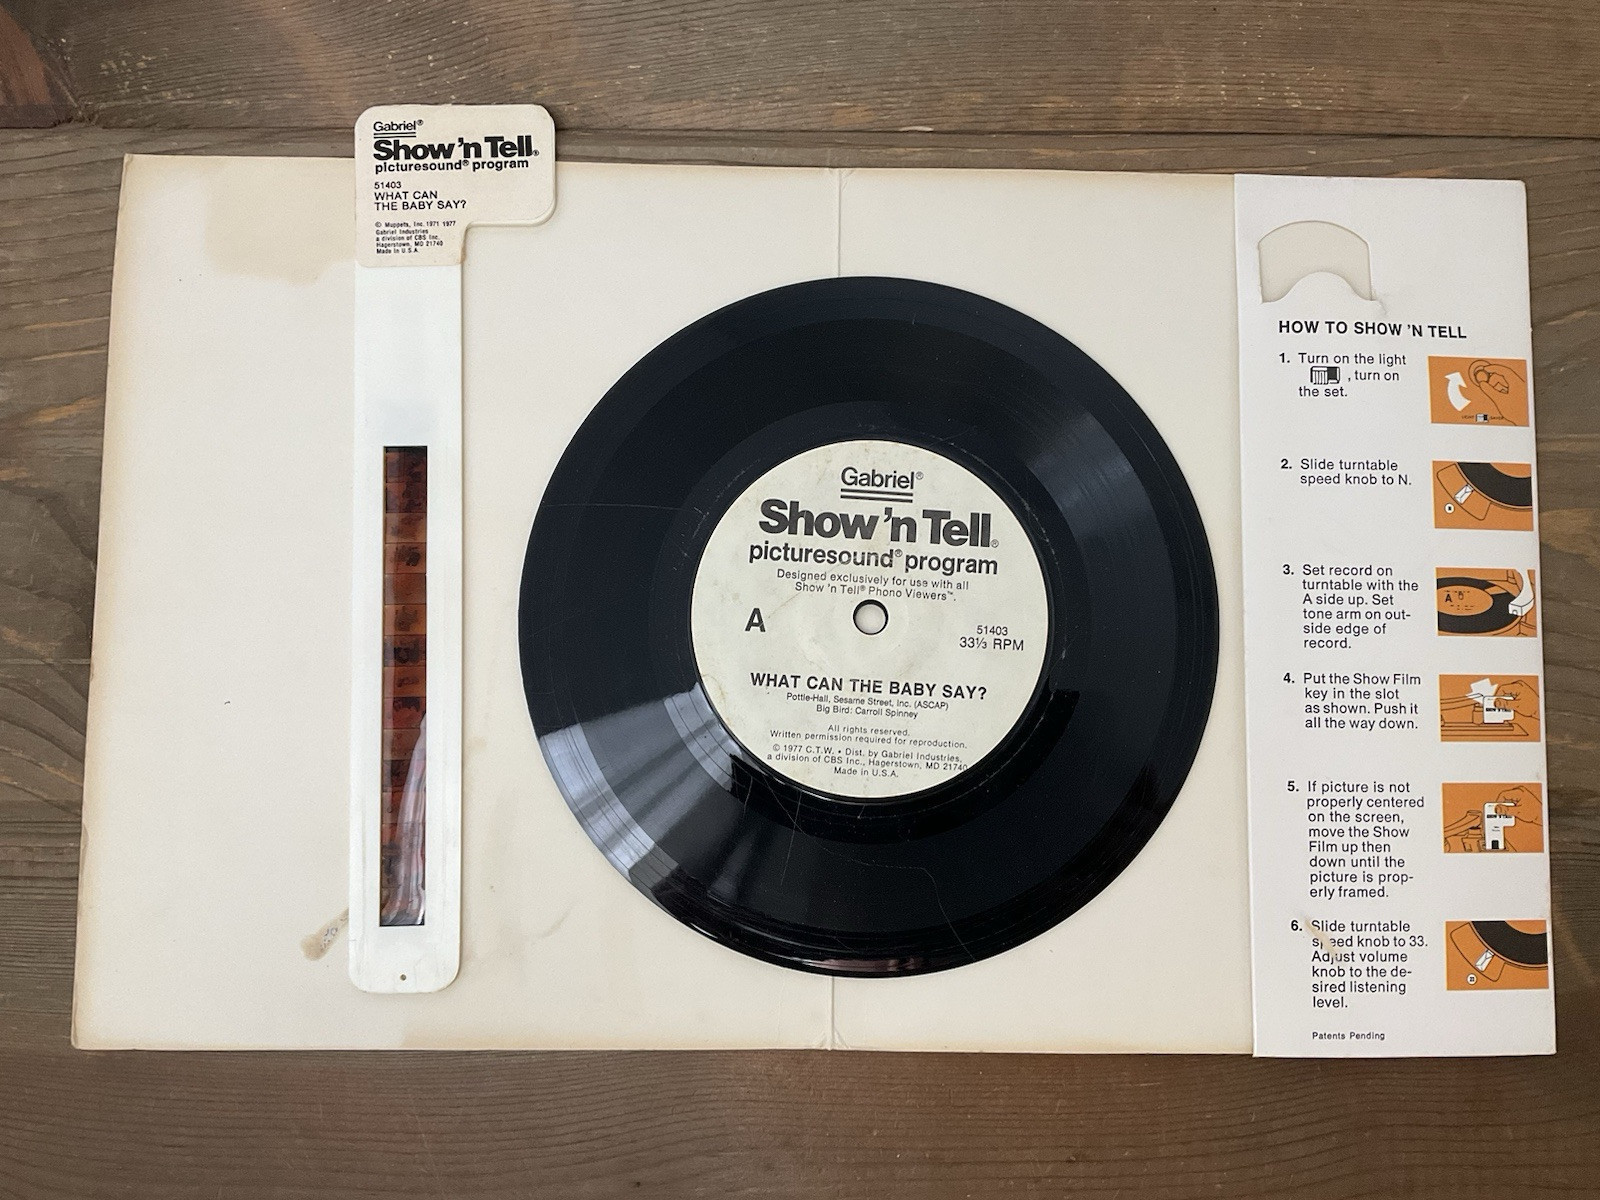 Gabriel®
Show 'n Tell®
picturesound® program
51403
WHAT CAN
THE BABY SAY?
© Muppets, Inc. 1971 1977
Gabriel Industries
a division of CBS Inc.
Hagerstown, MD 21740
Made in U.S.A.
Gabriel®
Show 'n Tell®
picturesound® program
Designed exclusively for use with all
Show 'n Tell® Phono Viewers™.
A
51403
33⅓ RPM
WHAT CAN THE BABY SAY?
Pottle-Hall, Sesame Street, Inc. (ASCAP)
Big Bird: Carroll Spinney
All rights reserved.
Written permission required for reproduction.
© 1977 C.T.W. • Dist. by Gabriel Industries,
a division of CBS Inc., Hagerstown, MD 21740
Made in U.S.A.
HOW TO SHOW 'N TELL
1. Turn on the light
, turn on
the set.
2. Slide turntable
speed knob to N.
3. Set record on
turntable with the
A side up. Set
tone arm on out-
side edge of
record.
A
4. Put the Show Film
key in the slot
as shown. Push it
all the way down.
5. If picture is not
properly centered
on the screen,
move the Show
Film up then
down until the
picture is prop-
erly framed.
6. Slide turntable
speed knob to 33.
Adjust volume
knob to the de-
sired listening
level.
Patents Pending